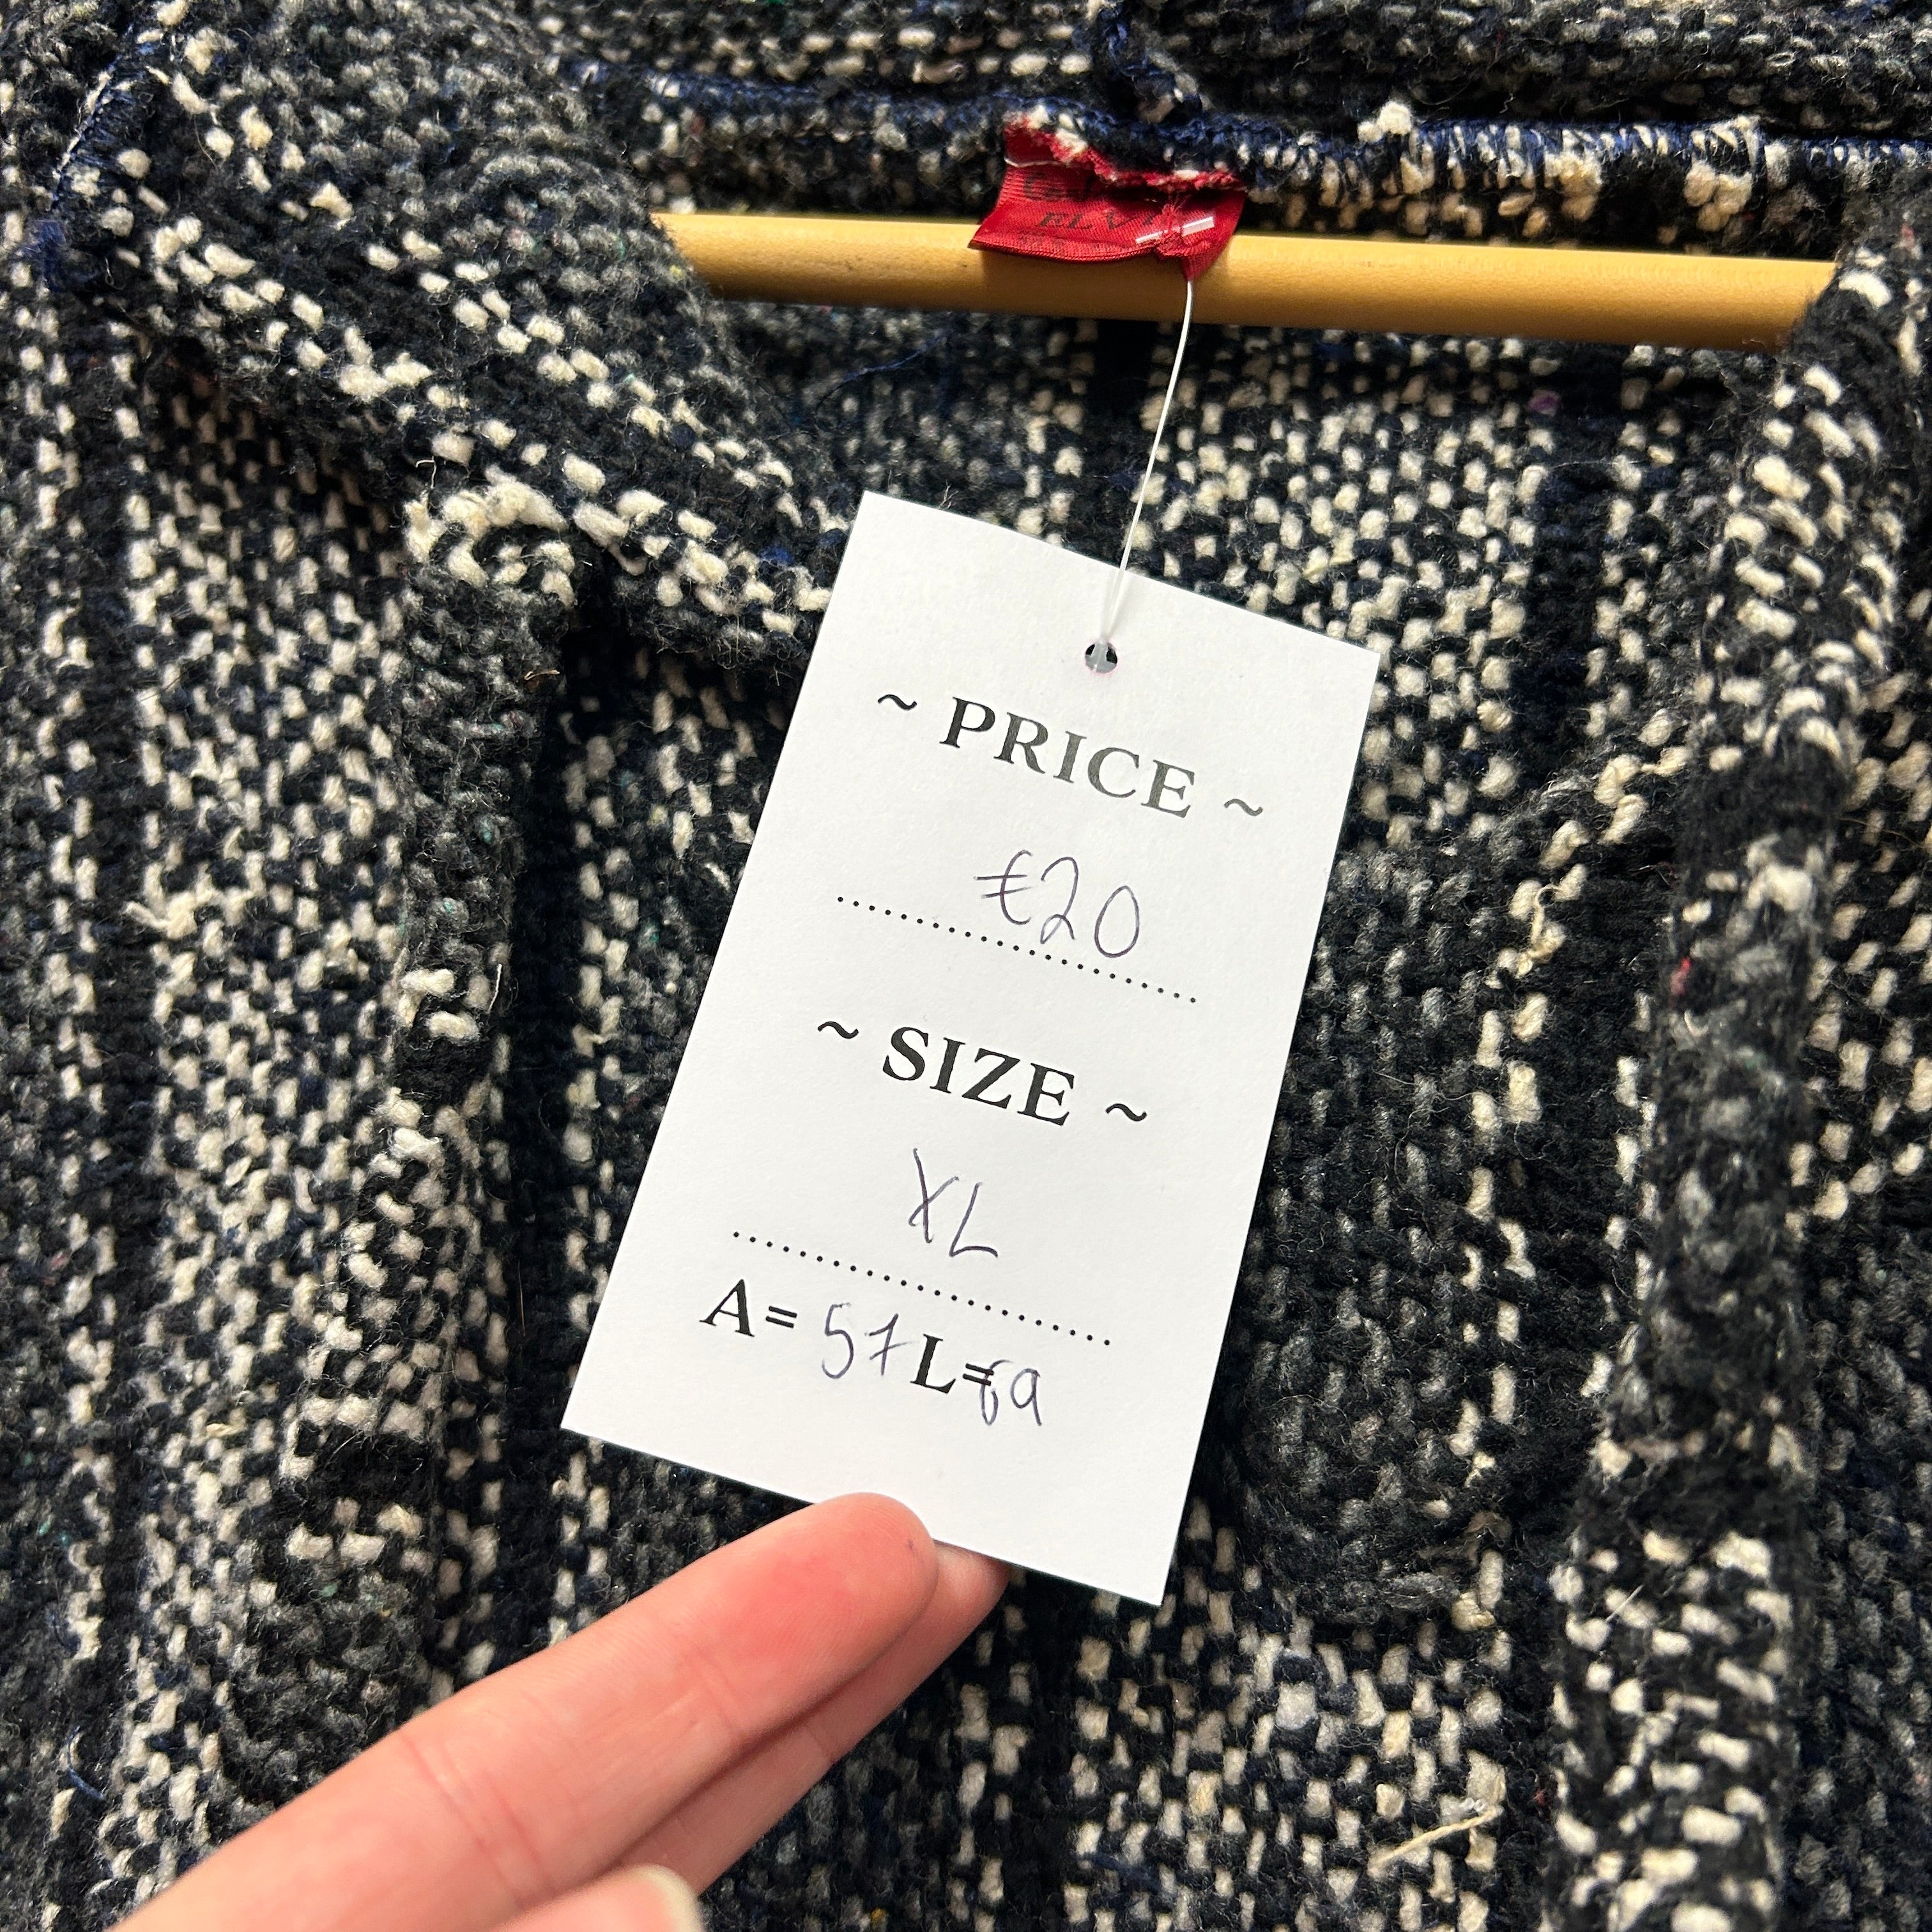 ~ PRICE ~
€20
~ SIZE ~
XL
A= 57 L=69